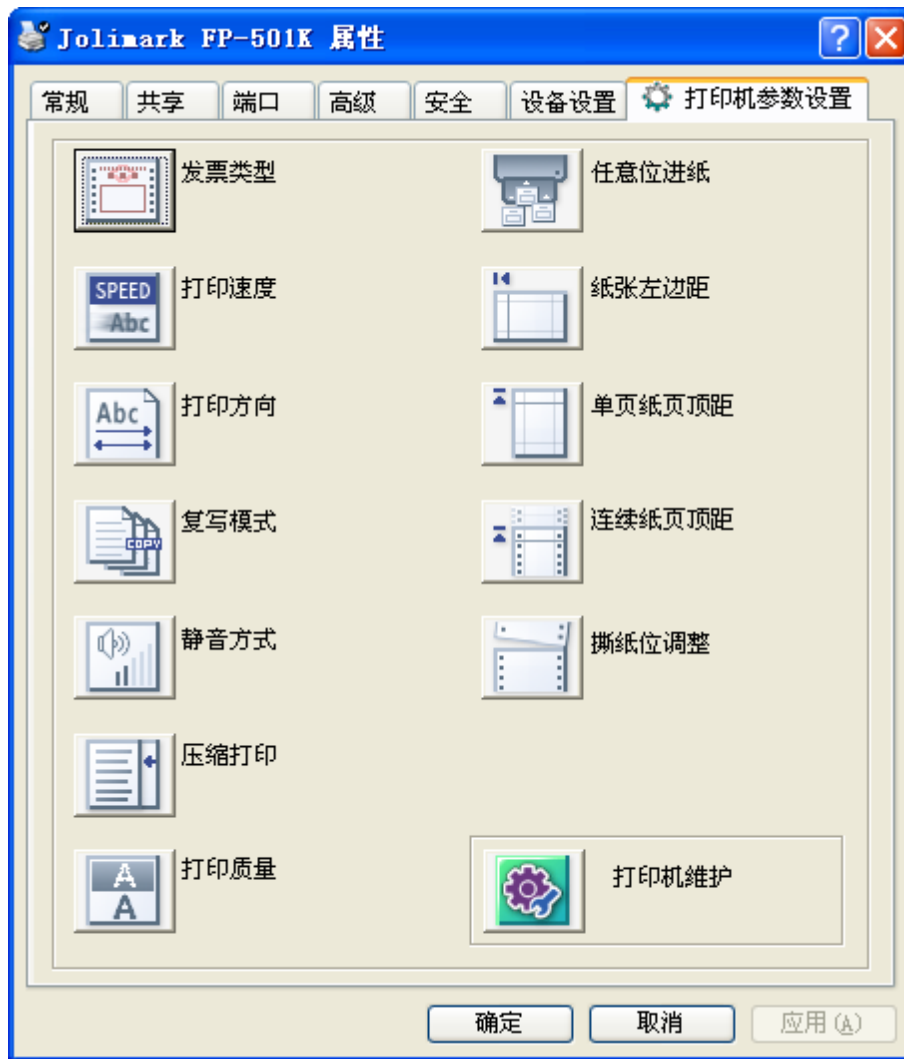 Jolimark FP-501K 属性
常规 共享 端口 高级 安全 设备设置 打印机参数设置
发票类型
任意位进纸
SPEED
Abc
打印速度
纸张左边距
Abc
打印方向
单页纸页顶距
COPY
复写模式
连续纸页顶距
静音方式
撕纸位调整
压缩打印
A
A
打印质量
打印机维护
确定 取消 应用(A)